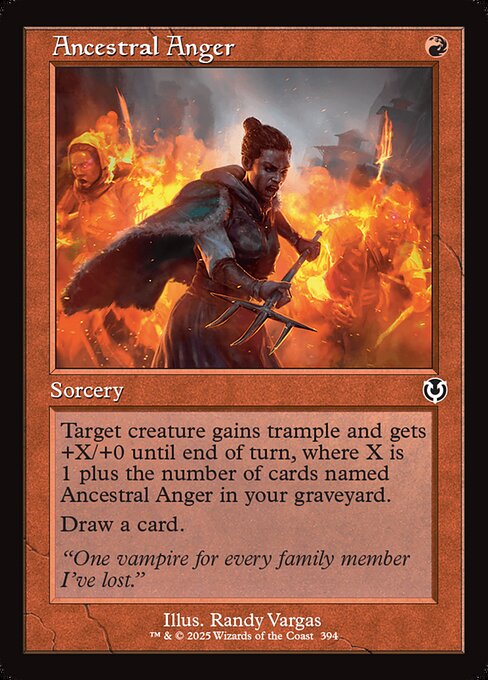 Ancestral Anger
Sorcery
Target creature gains trample and gets
+X/+0 until end of turn, where X is
1 plus the number of cards named
Ancestral Anger in your graveyard.
Draw a card.
“One vampire for every family member
I’ve lost.”
Illus. Randy Vargas
™ & © 2025 Wizards of the Coast 394